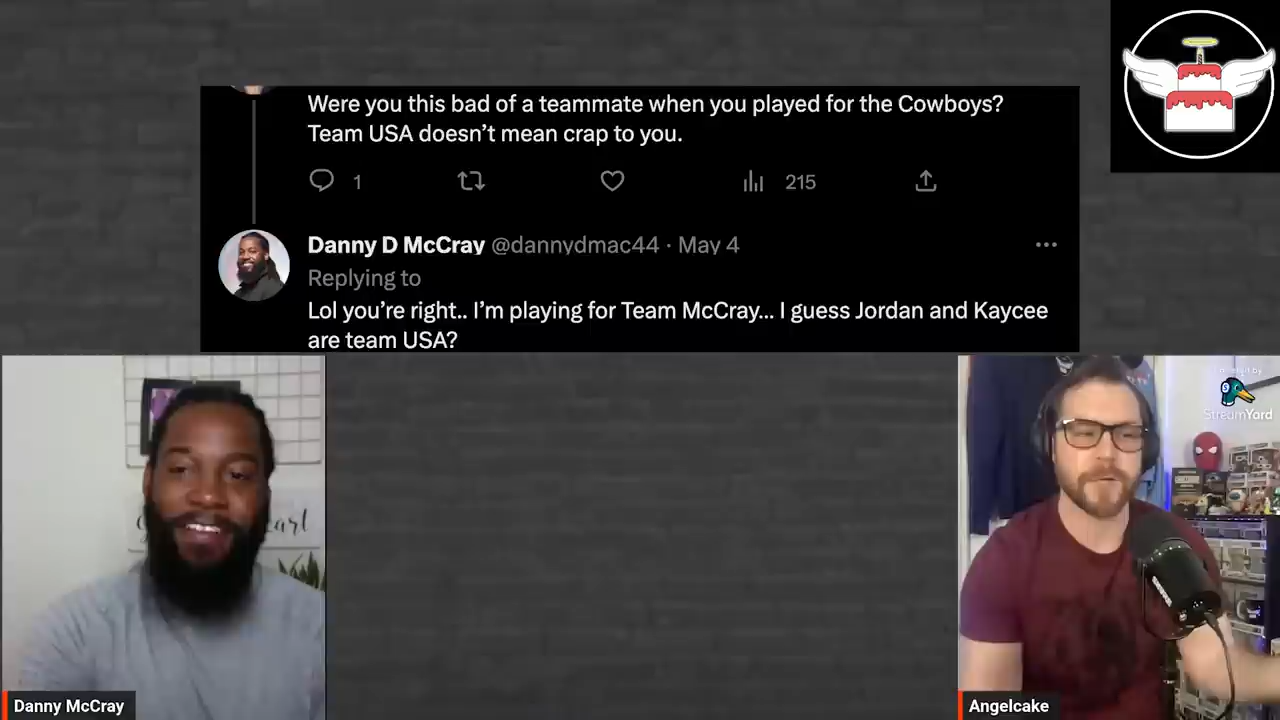 Were you this bad of a teammate when you played for the Cowboys?
Team USA doesn't mean crap to you.
1
215
Danny D McCray @dannydmac44 · May 4
Replying to
Lol you're right.. I'm playing for Team McCray... I guess Jordan and Kaycee
are team USA?
StreamYard
Danny McCray
Angelcake